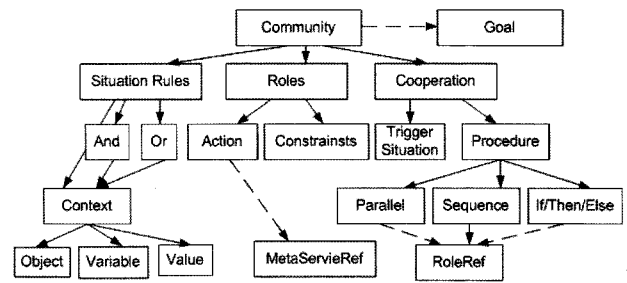 Community
Goal
Situation Rules
Roles
Cooperation
And
Or
Action
Constrainsts
Trigger
Situation
Procedure
Context
Parallel
Sequence
If/Then/Else
Object
Variable
Value
MetaServieRef
RoleRef